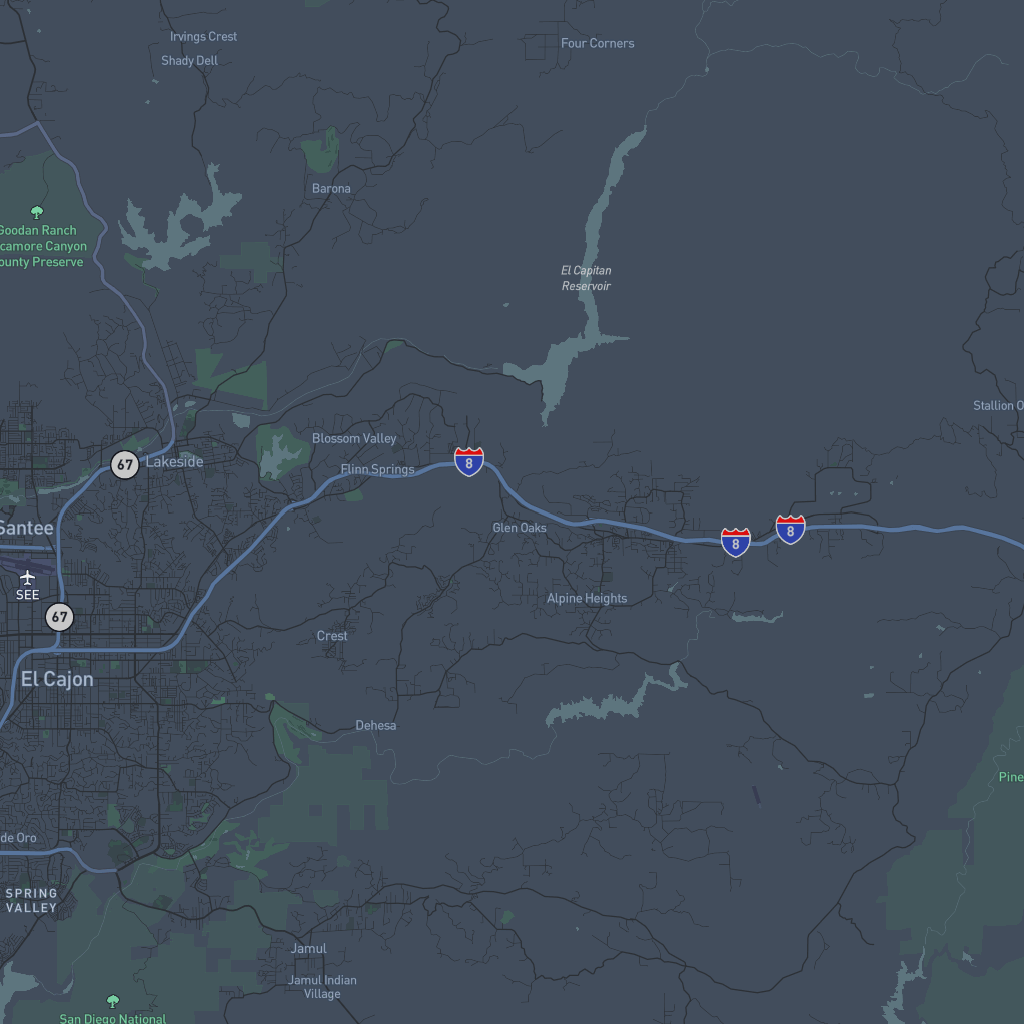 Irvings Crest
Four Corners
Shady Dell
Barona
Goodan Ranch
camore Canyon
ounty Preserve
El Capitan
Reservoir
Stallion O
Blossom Valley
67
Lakeside
Flinn Springs
8
Santee
Glen Oaks
8
8
SEE
Alpine Heights
67
Crest
El Cajon
Dehesa
Pine
de Oro
SPRING
VALLEY
Jamul
Jamul Indian
Village
San Diego National